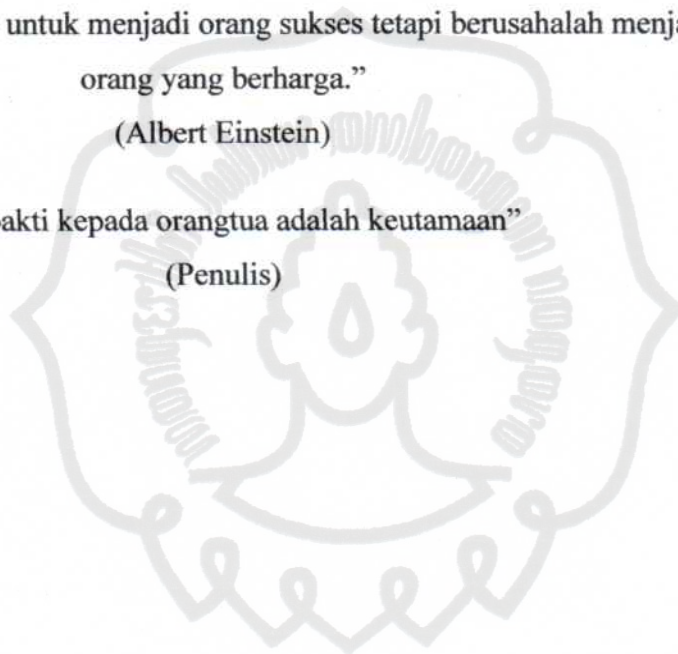 untuk menjadi orang sukses tetapi berusahalah menja
orang yang berharga.”
(Albert Einstein)
akti kepada orangtua adalah keutamaan”
(Penulis)